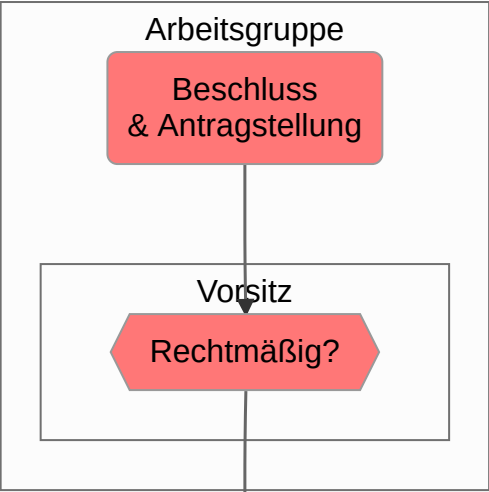 Arbeitsgruppe
Beschluss
& Antragstellung
Vorsitz
Rechtmäßig?